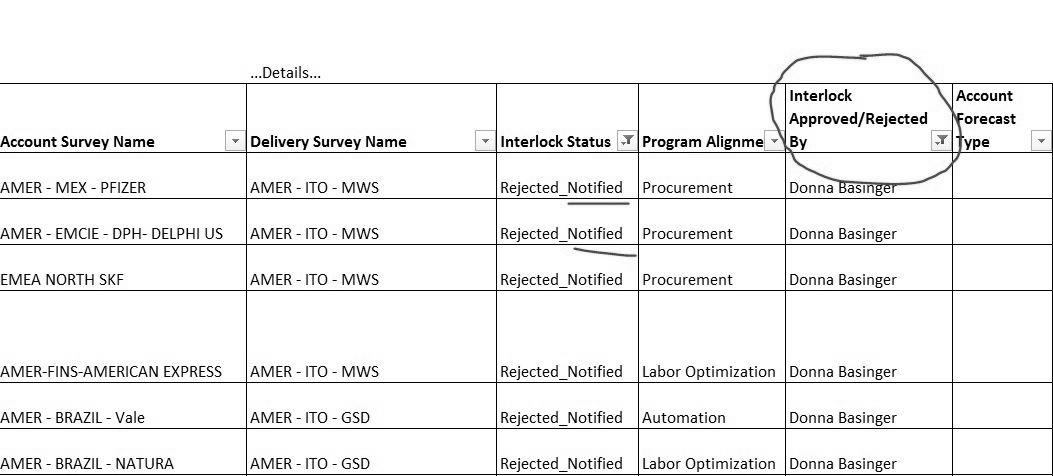 ...Details...
Account Survey Name Delivery Survey Name Interlock Status Program Alignme Interlock Approved/Rejected By Account Forecast Type
AMER - MEX - PFIZER AMER - ITO - MWS Rejected_Notified Procurement Donna Basinger
AMER - EMCIE - DPH- DELPHI US AMER - ITO - MWS Rejected_Notified Procurement Donna Basinger
EMEA NORTH SKF AMER - ITO - MWS Rejected_Notified Procurement Donna Basinger
AMER-FINS-AMERICAN EXPRESS AMER - ITO - MWS Rejected_Notified Labor Optimization Donna Basinger
AMER - BRAZIL - Vale AMER - ITO - GSD Rejected_Notified Automation Donna Basinger
AMER - BRAZIL - NATURA AMER - ITO - GSD Rejected_Notified Labor Optimization Donna Basinger